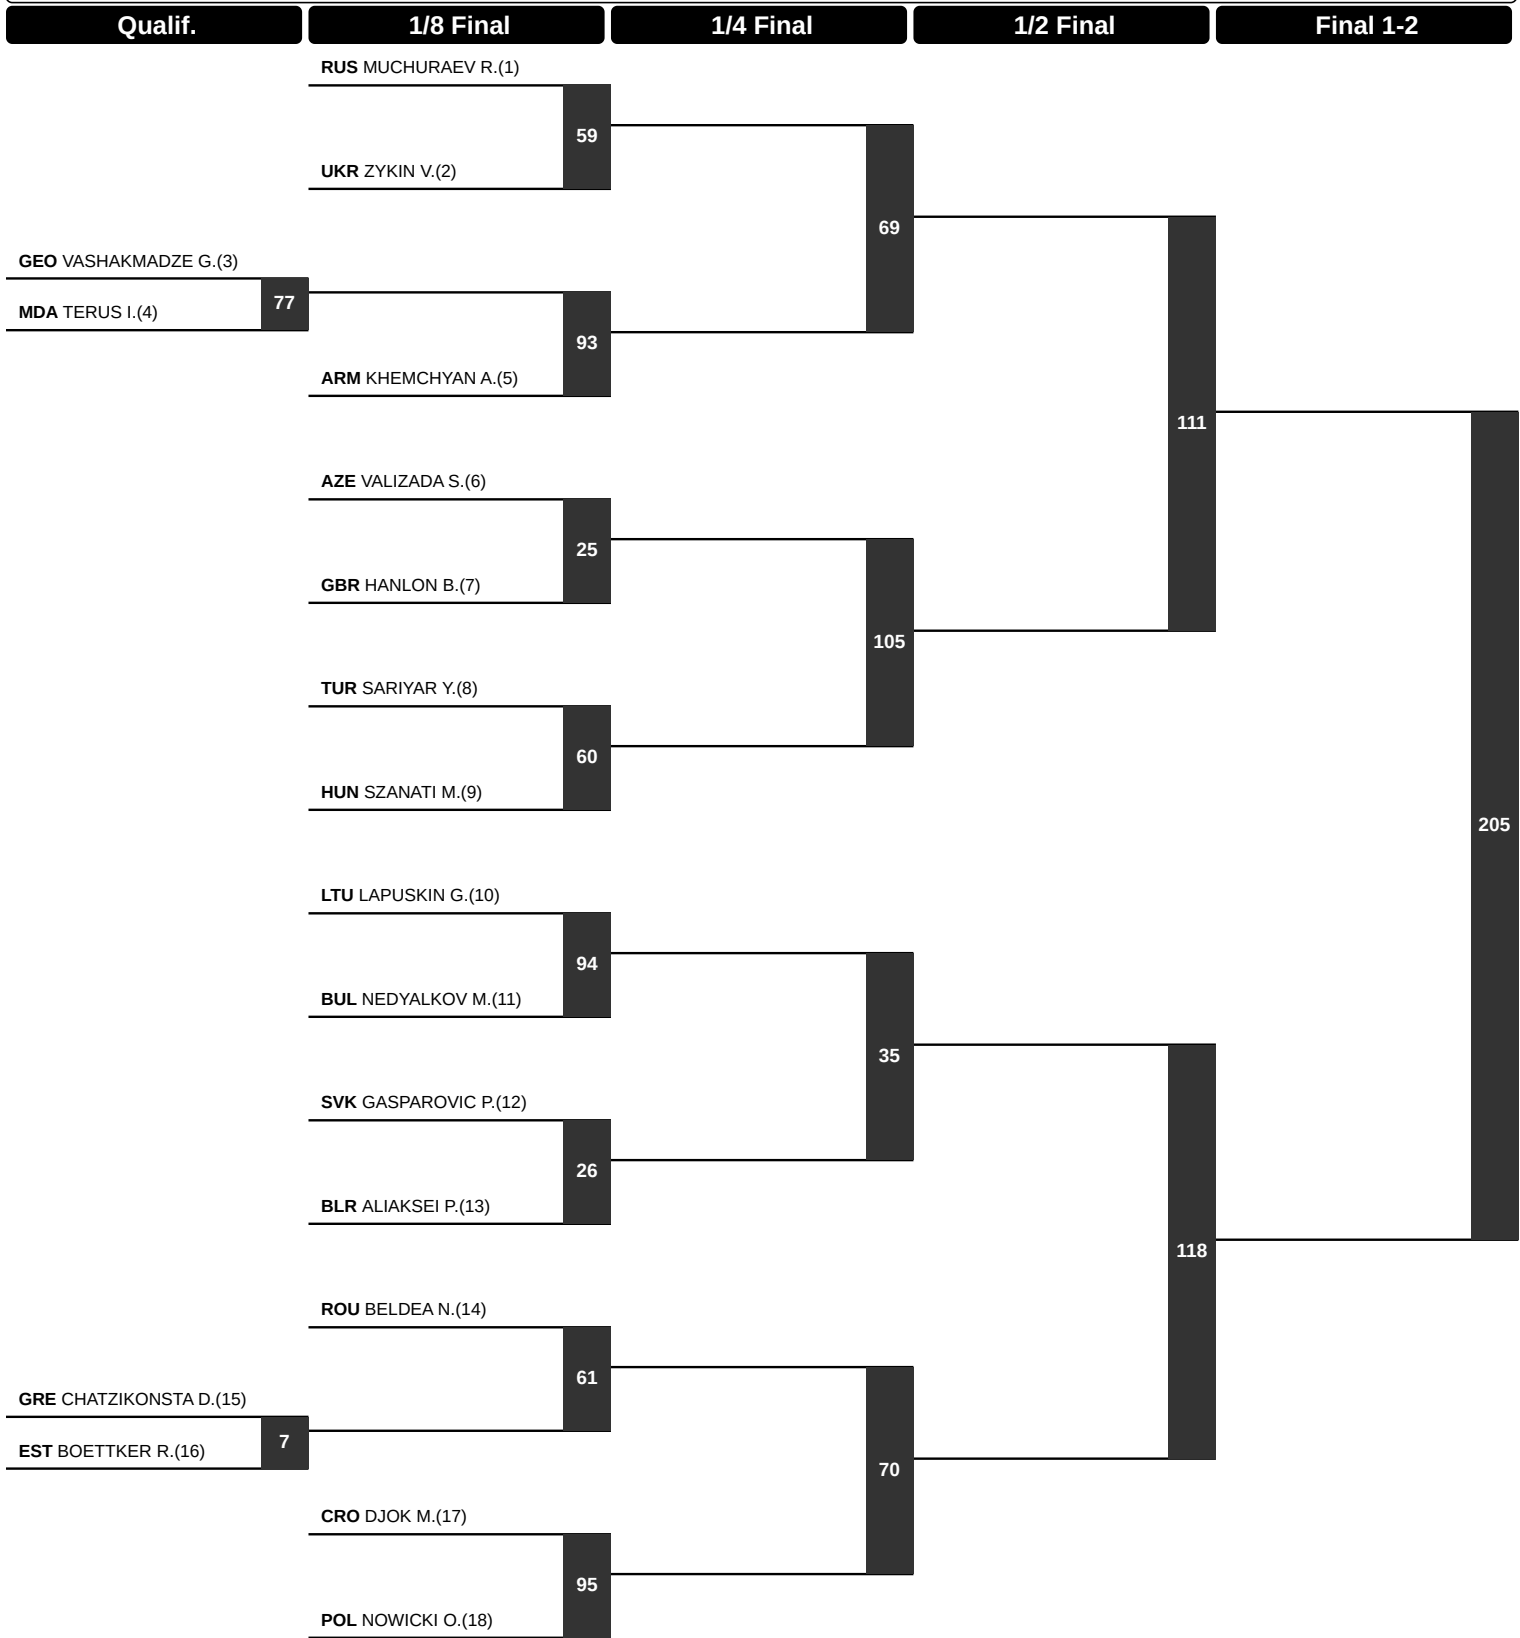 Qualif.
1/8 Final
1/4 Final
1/2 Final
Final 1-2
RUS MUCHURAEV R.(1)
59
UKR ZYKIN V.(2)
69
GEO VASHAKMADZE G.(3)
77
MDA TERUS I.(4)
93
ARM KHEMCHYAN A.(5)
111
AZE VALIZADA S.(6)
25
GBR HANLON B.(7)
105
TUR SARIYAR Y.(8)
60
HUN SZANATI M.(9)
205
LTU LAPUSKIN G.(10)
94
BUL NEDYALKOV M.(11)
35
SVK GASPAROVIC P.(12)
26
BLR ALIAKSEI P.(13)
118
ROU BELDEA N.(14)
61
GRE CHATZIKONSTA D.(15)
7
EST BOETTKER R.(16)
70
CRO DJOK M.(17)
95
POL NOWICKI O.(18)